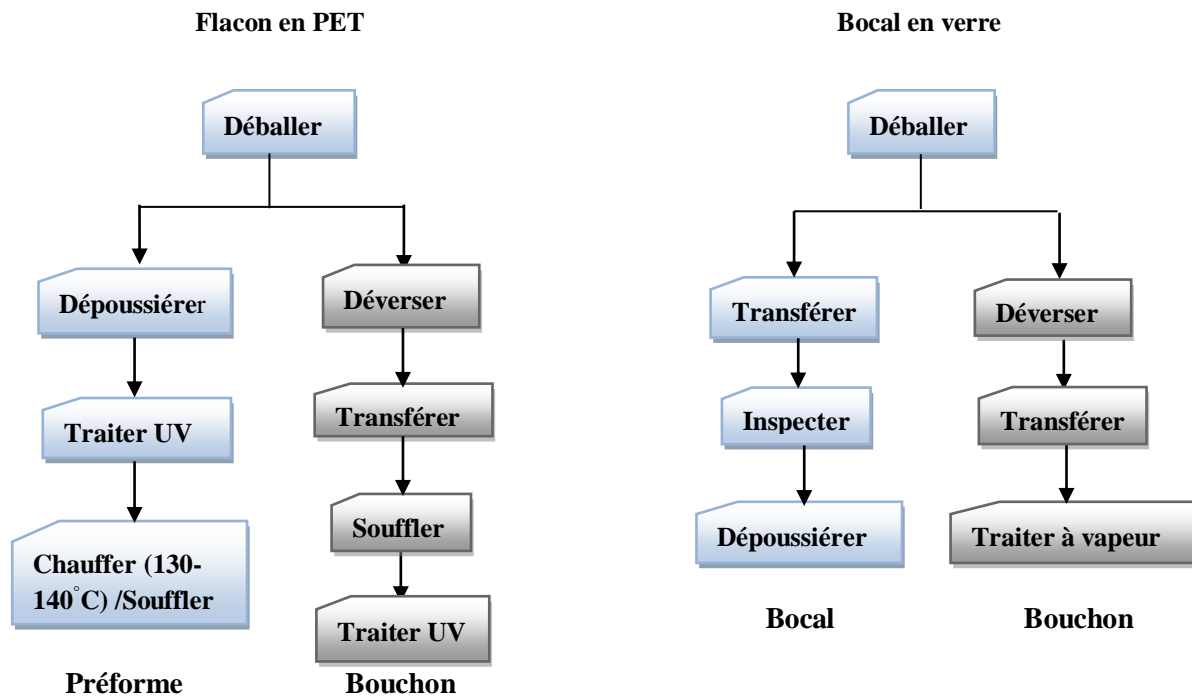 Flacon en PET
Déballer
Dépoussiérer
Traiter UV
Chauffer (130-
140°C) /Souffler
Préforme
Déverser
Transférer
Souffler
Traiter UV
Bouchon
Bocal en verre
Déballer
Transférer
Inspecter
Dépoussiérer
Bocal
Déverser
Transférer
Traiter à vapeur
Bouchon